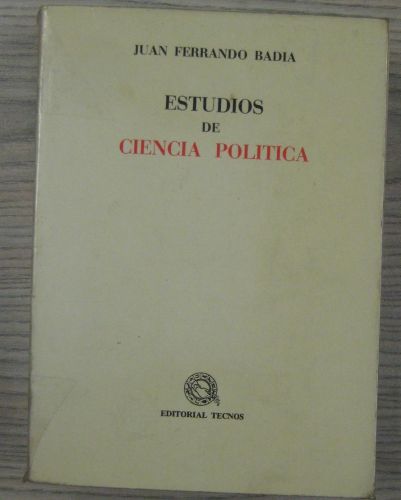 JUAN FERRANDO BADIA
ESTUDIOS
DE
CIENCIA POLITICA
EDITORIAL TECNOS